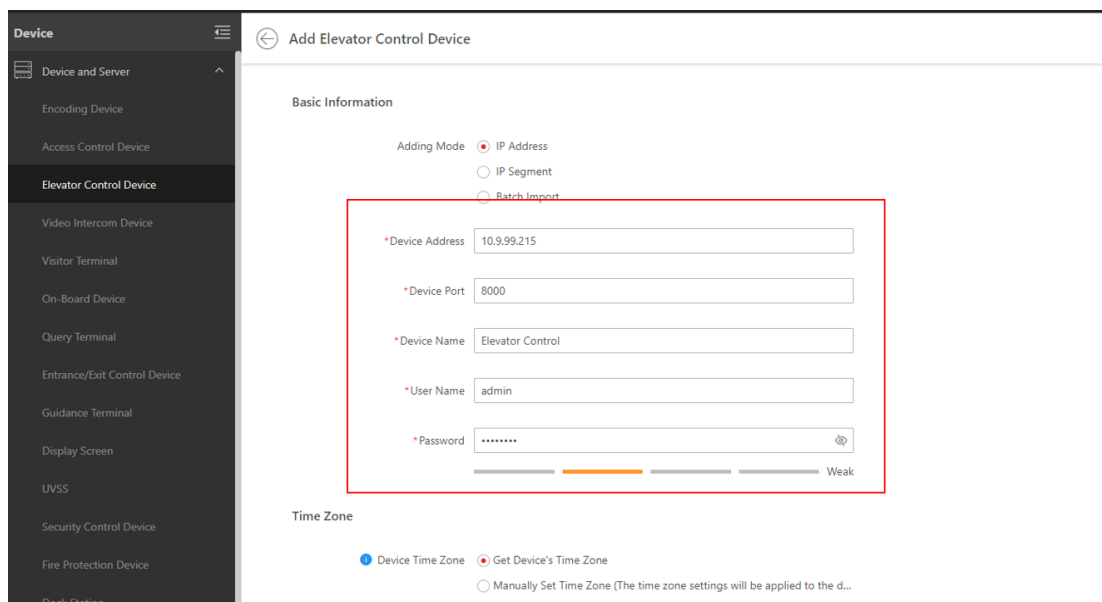 Device
Device and Server
Encoding Device
Access Control Device
Elevator Control Device
Video Intercom Device
Visitor Terminal
On-Board Device
Query Terminal
Entrance/Exit Control Device
Guidance Terminal
Display Screen
UVSS
Security Control Device
Fire Protection Device
Dock Station
Add Elevator Control Device
Basic Information
Adding Mode IP Address
IP Segment
Batch Import
*Device Address 10.9.99.215
*Device Port 8000
*Device Name Elevator Control
*User Name admin
*Password ••••••••
Weak
Time Zone
Device Time Zone Get Device's Time Zone
Manually Set Time Zone (The time zone settings will be applied to the d...